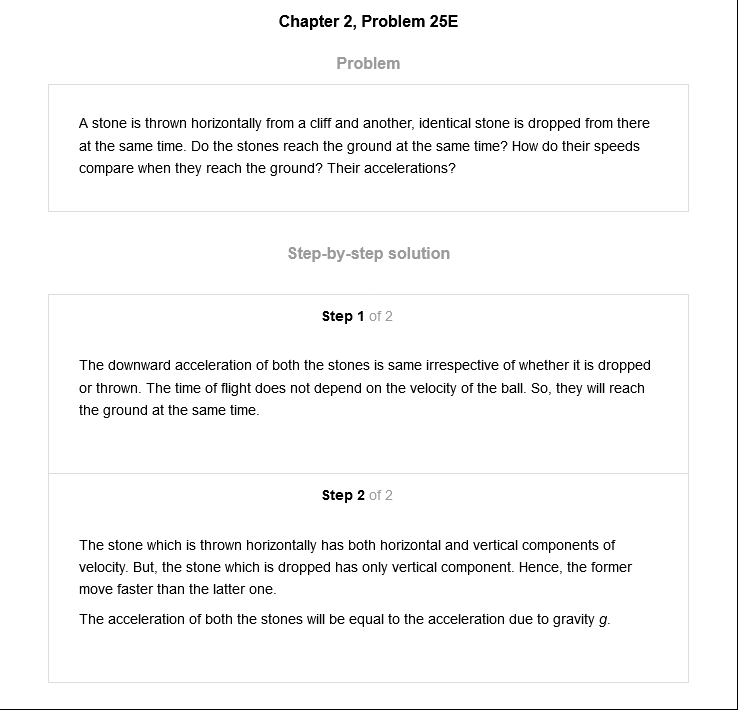 Chapter 2, Problem 25E
Problem
A stone is thrown horizontally from a cliff and another, identical stone is dropped from there
at the same time. Do the stones reach the ground at the same time? How do their speeds
compare when they reach the ground? Their accelerations?
Step-by-step solution
Step 1 of 2
The downward acceleration of both the stones is same irrespective of whether it is dropped
or thrown. The time of flight does not depend on the velocity of the ball. So, they will reach
the ground at the same time.
Step 2 of 2
The stone which is thrown horizontally has both horizontal and vertical components of
velocity. But, the stone which is dropped has only vertical component. Hence, the former
move faster than the latter one.
The acceleration of both the stones will be equal to the acceleration due to gravity g.